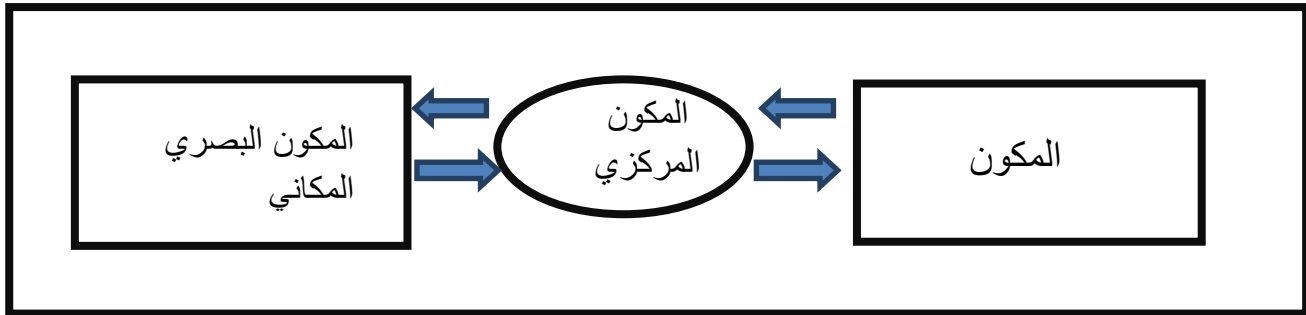 المكون
المكون
المركزي
المكون البصري
المكاني